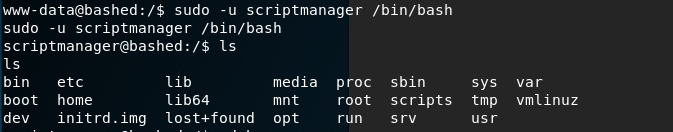 www-data@bashed:/$ sudo -u scriptmanager /bin/bash
sudo -u scriptmanager /bin/bash
scriptmanager@bashed:/$ ls
ls
bin   etc         lib         media  proc  sbin     sys  var
boot  home        lib64       mnt    root  scripts  tmp  vmlinuz
dev   initrd.img  lost+found  opt    run   srv      usr